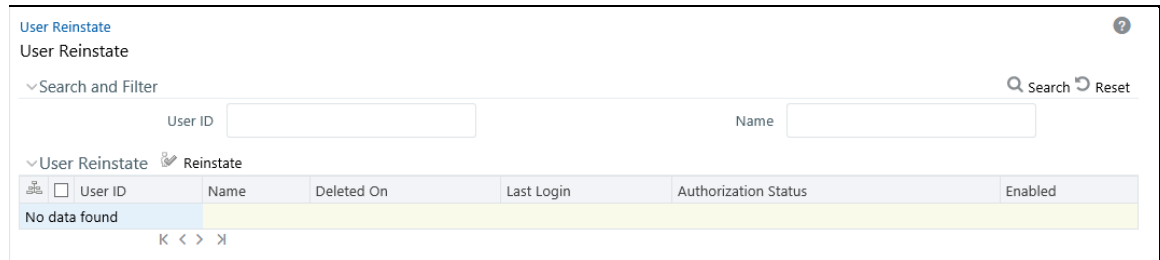 User Reinstate
User Reinstate
Search and Filter Search Reset
User ID Name
User Reinstate Reinstate
User ID Name Deleted On Last Login Authorization Status Enabled
No data found